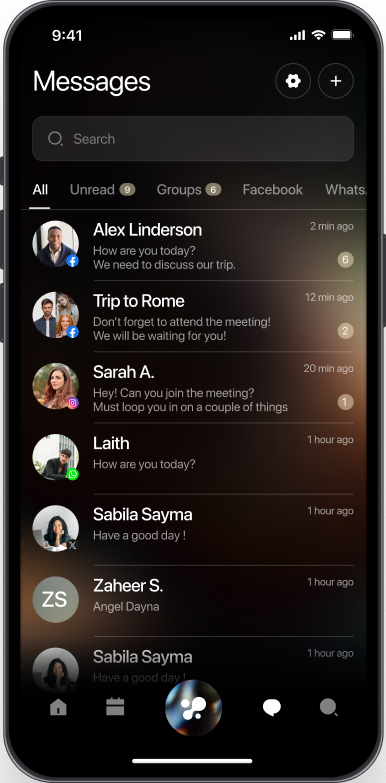 9:41
Messages
Search
All Unread 9 Groups 6 Facebook Whats
Alex Linderson 2 min ago
How are you today?
We need to discuss our trip. 6
Trip to Rome 12 min ago
Don't forget to attend the meeting!
We will be waiting for you! 2
Sarah A. 20 min ago
Hey! Can you join the meeting?
Must loop you in on a couple of things 1
Laith 1 hour ago
How are you today?
Sabila Sayma 1 hour ago
Have a good day !
ZS Zaheer S. 1 hour ago
Angel Dayna
Sabila Sayma 1 hour ago
Have a good day !